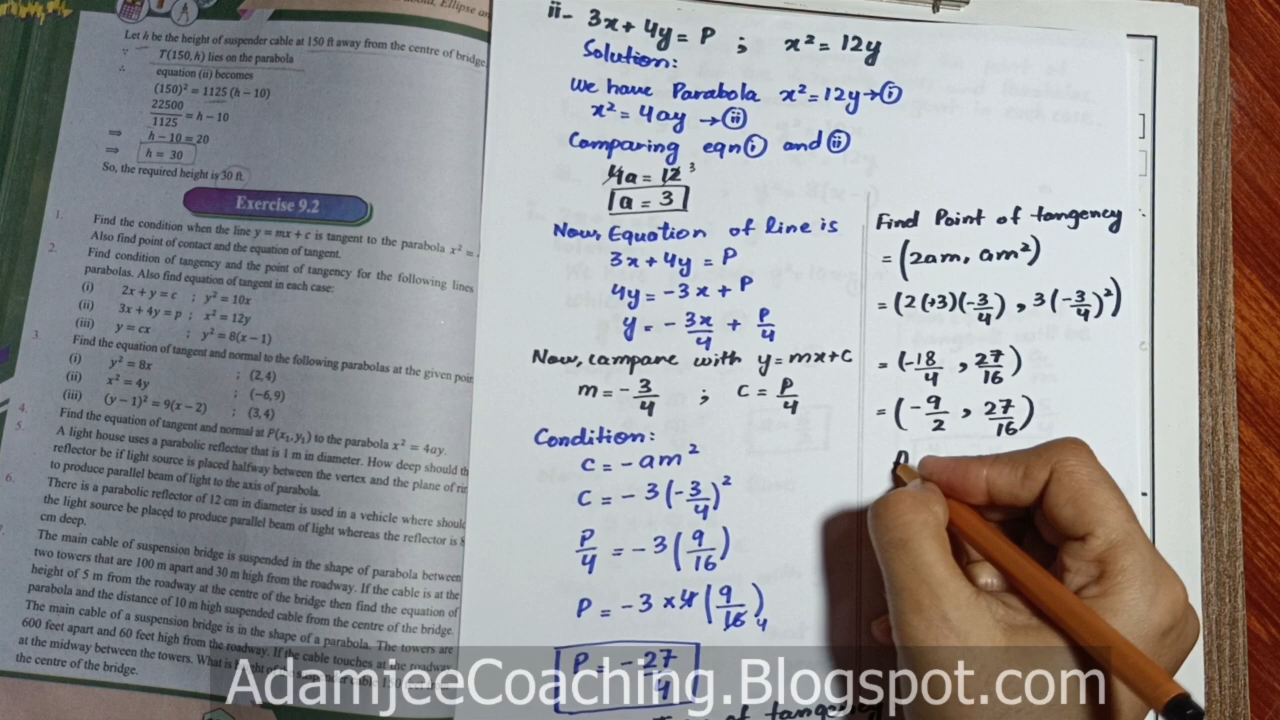 Ellipse an
Let h be the height of suspender cable at 150 ft away from the centre of bridge.
∵ T(150, h) lies on the parabola
∴ equation (ii) becomes
(150)² = 1125 (h − 10)
22500/1125 = h − 10
⇒ h − 10 = 20
⇒ h = 30
So, the required height is 30 ft.
Exercise 9.2
1. Find the condition when the line y = mx + c is tangent to the parabola x² =
Also find point of contact and the equation of tangent.
2. Find condition of tangency and the point of tangency for the following lines
parabolas. Also find equation of tangent in each case:
(i) 2x + y = c ; y² = 10x
(ii) 3x + 4y = p ; x² = 12y
(iii) y = cx ; y² = 8(x − 1)
3. Find the equation of tangent and normal to the following parabolas at the given poin
(i) y² = 8x ; (2, 4)
(ii) x² = 4y ; (−6, 9)
(iii) (y − 1)² = 9(x − 2) ; (3, 4)
4. Find the equation of tangent and normal at P(x₁, y₁) to the parabola x² = 4ay.
5. A light house uses a parabolic reflector that is 1 m in diameter. How deep should th
reflector be if light source is placed halfway between the vertex and the plane of rir
to produce parallel beam of light to the axis of parabola.
6. There is a parabolic reflector of 12 cm in diameter is used in a vehicle where shoul
the light source be placed to produce parallel beam of light whereas the reflector is
cm deep.
The main cable of suspension bridge is suspended in the shape of parabola between
two towers that are 100 m apart and 30 m high from the roadway. If the cable is at the
height of 5 m from the roadway at the centre of the bridge then find the equation of
parabola and the distance of 10 m high suspended cable from the centre of the bridge.
The main cable of a suspension bridge is in the shape of a parabola. The towers are
600 feet apart and 60 feet high from the roadway. If the cable touches at the roadway
at the midway between the towers. What is
the centre of the bridge.
ii- 3x + 4y = P ; x² = 12y
Solution:
We have Parabola x² = 12y → (i)
x² = 4ay → (ii)
Comparing eqn (i) and (ii)
4a = 12 3
a = 3
Now, Equation of line is
3x + 4y = P
4y = -3x + P
y = - 3x/4 + P/4
Now, campare with y = mx + c
m = - 3/4 ; c = P/4
Condition:
c = - am²
c = - 3(-3/4)²
P/4 = - 3(9/16)
P = - 3 × 4(9/16) 4
P = -27/4
of tangency
Find Point of tangency
= (2am, am²)
= (2(+3)(-3/4), 3(-3/4)²)
= (-18/4, 27/16)
= (-9/2, 27/16)
AdamjeeCoaching.Blogspot.com